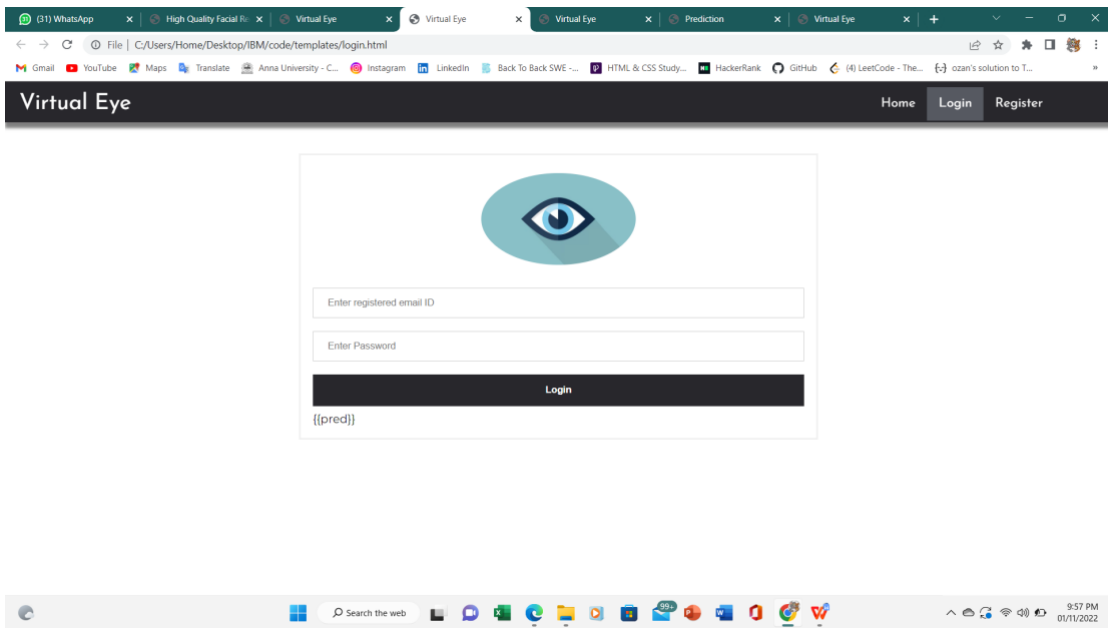 (31) WhatsApp
High Quality Facial Re
Virtual Eye
Virtual Eye
Virtual Eye
Prediction
Virtual Eye
File | C:/Users/Home/Desktop/IBM/code/templates/login.html
Gmail YouTube Maps Translate Anna University - C... Instagram LinkedIn Back To Back SWE -... HTML & CSS Study... HackerRank GitHub (4) LeetCode - The... ozan's solution to T... »
Virtual Eye Home Login Register
Enter registered email ID
Enter Password
Login
{{pred}}
Search the web
99+
9:57 PM
01/11/2022